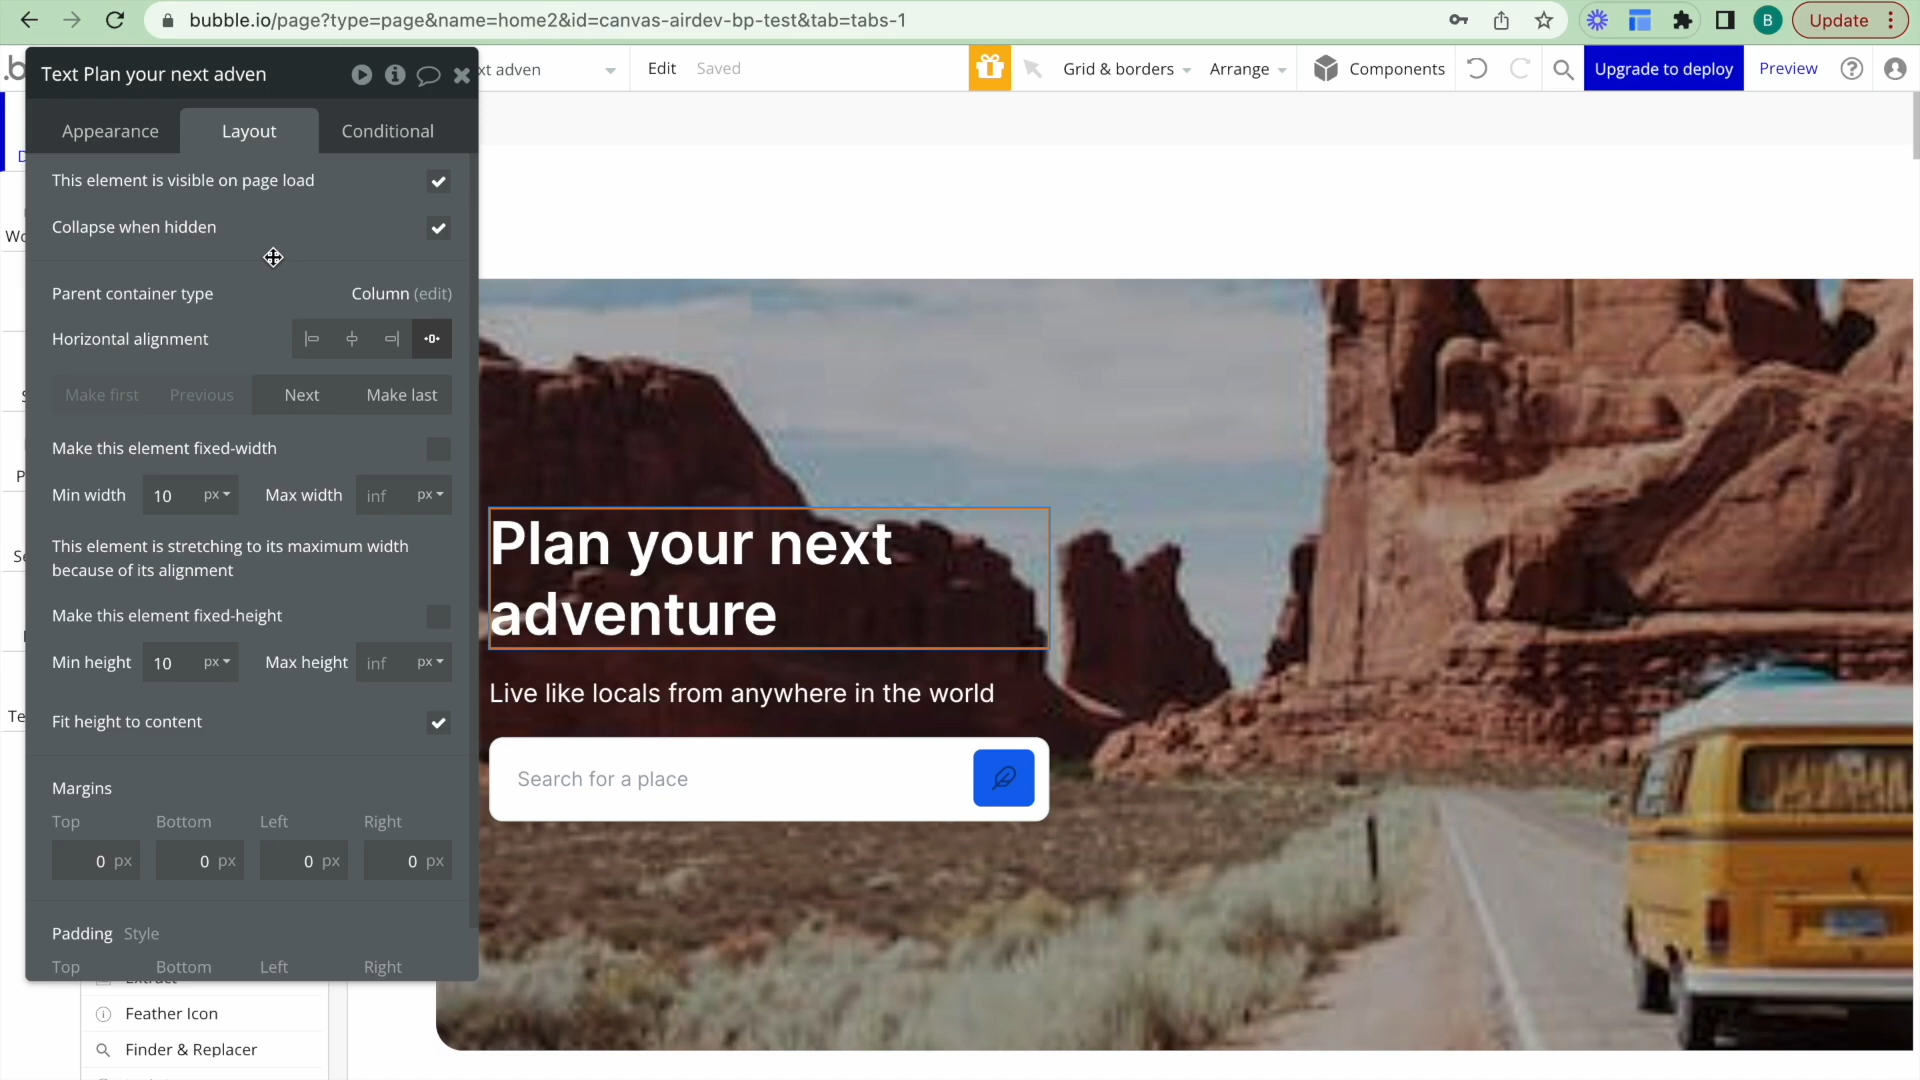 bubble.io/page?type=page&name=home2&id=canvas-airdev-bp-test&tab=tabs-1
B
Update
.b
Text Plan your next adven
xt adven
Edit
Saved
Grid & borders
Arrange
Components
Upgrade to deploy
Preview
Appearance
Layout
Conditional
D
This element is visible on page load
Collapse when hidden
Wo
Parent container type
Column (edit)
Horizontal alignment
Make first
Previous
Next
Make last
S
Make this element fixed-width
P
Min width
10
px
Max width
inf
px
This element is stretching to its maximum width
because of its alignment
Se
Make this element fixed-height
Min height
10
px
Max height
inf
px
Te
Fit height to content
Margins
Top
Bottom
Left
Right
0 px
0 px
0 px
0 px
Padding
Style
Top
Bottom
Left
Right
Extract
Feather Icon
Finder & Replacer
Plan your next
adventure
Live like locals from anywhere in the world
Search for a place